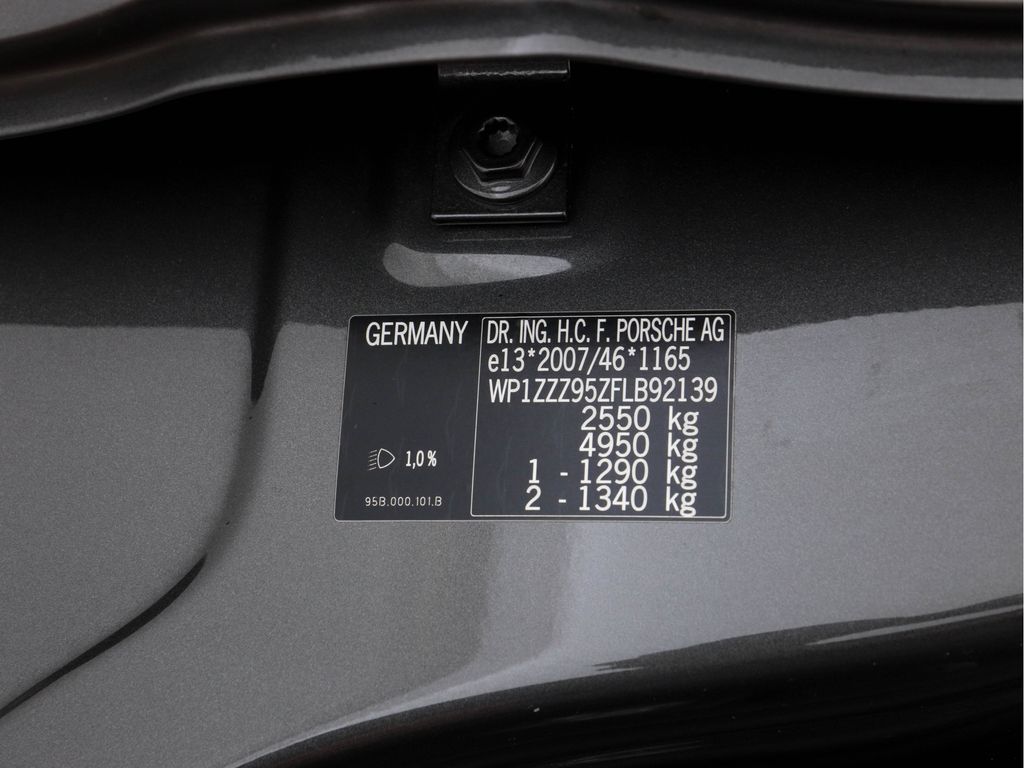 GERMANY
1,0%
95B.000.101.B
DR. ING. H.C. F. PORSCHE AG
e13*2007/46*1165
WP1ZZZ95ZFLB92139
2550 kg
4950 kg
1 - 1290 kg
2 - 1340 kg